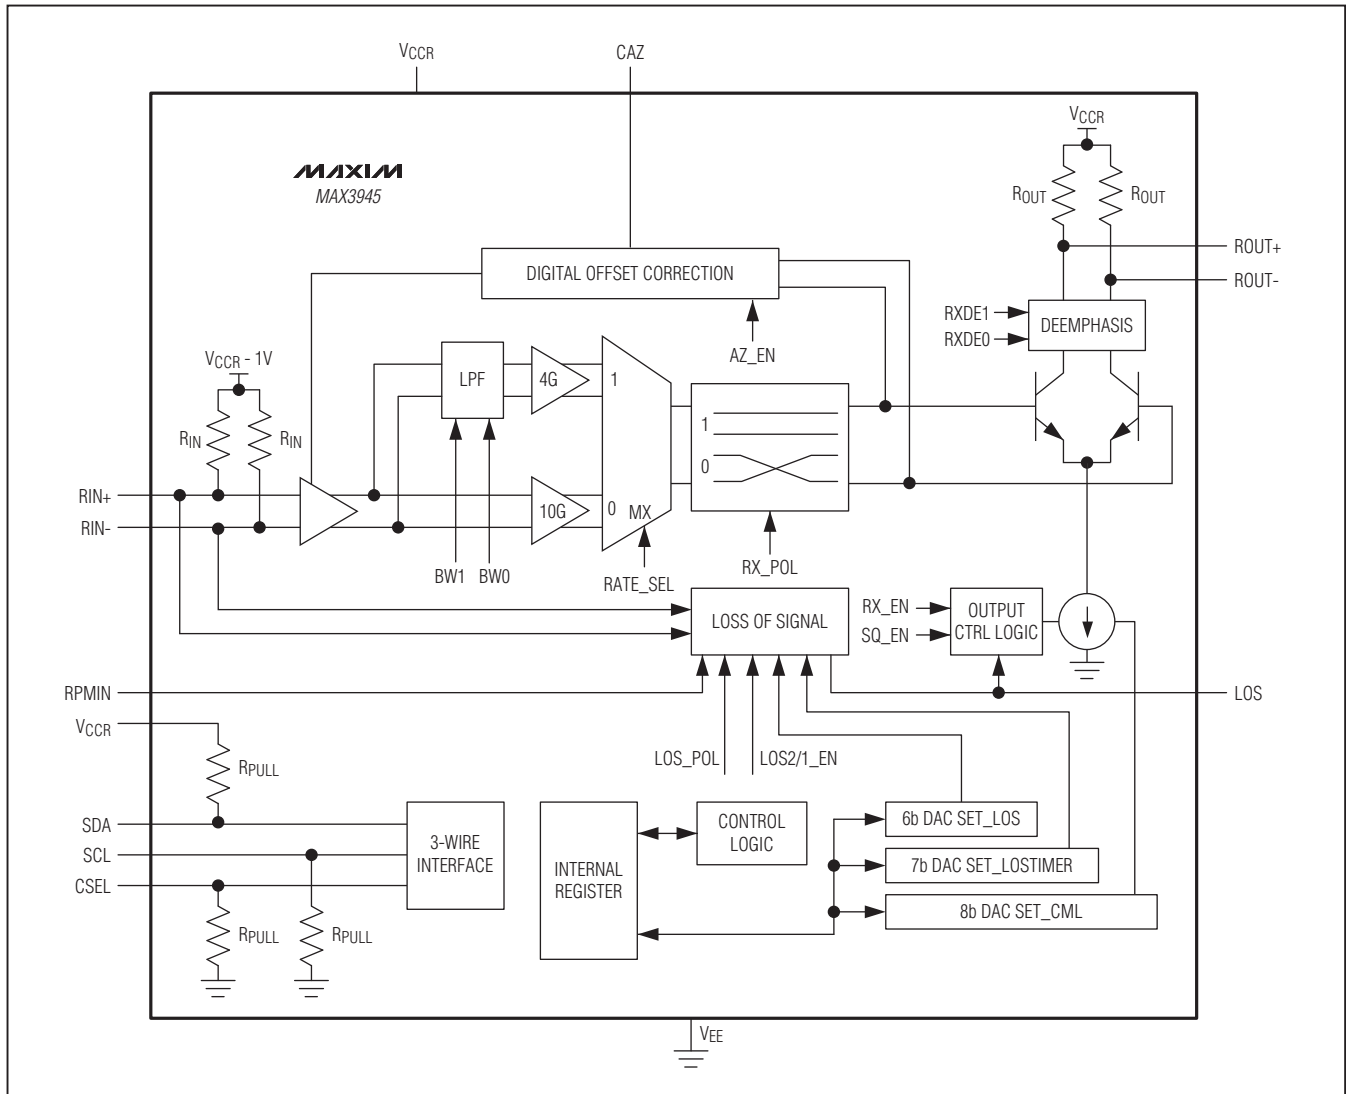 VCCR
CAZ
VCCR
MAXIM
MAX3945
ROUT
ROUT
ROUT+
DIGITAL OFFSET CORRECTION
ROUT-
RXDE1
DEEMPHASIS
RXDE0
AZ_EN
VCCR - 1V
LPF
4G
1
RIN
RIN
1
0
RIN+
10G
0
MX
RIN-
BW1
BW0
RATE_SEL
RX_POL
RX_EN
OUTPUT
CTRL LOGIC
LOSS OF SIGNAL
SQ_EN
RPMIN
LOS
VCCR
LOS_POL
LOS2/1_EN
RPULL
SDA
6b DAC SET_LOS
CONTROL
LOGIC
3-WIRE
INTERFACE
SCL
INTERNAL
REGISTER
7b DAC SET_LOSTIMER
CSEL
8b DAC SET_CML
RPULL
RPULL
VEE